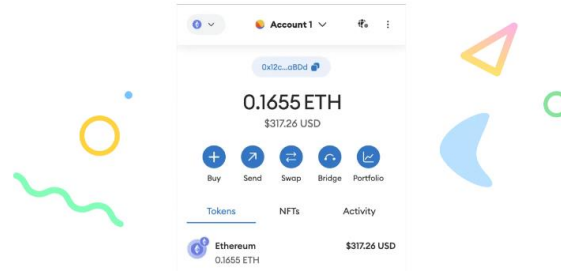 Account 1
0x12c...aBDd
0.1655 ETH
$317.26 USD
Buy Send Swap Bridge Portfolio
Tokens NFTs Activity
Ethereum $317.26 USD
0.1655 ETH